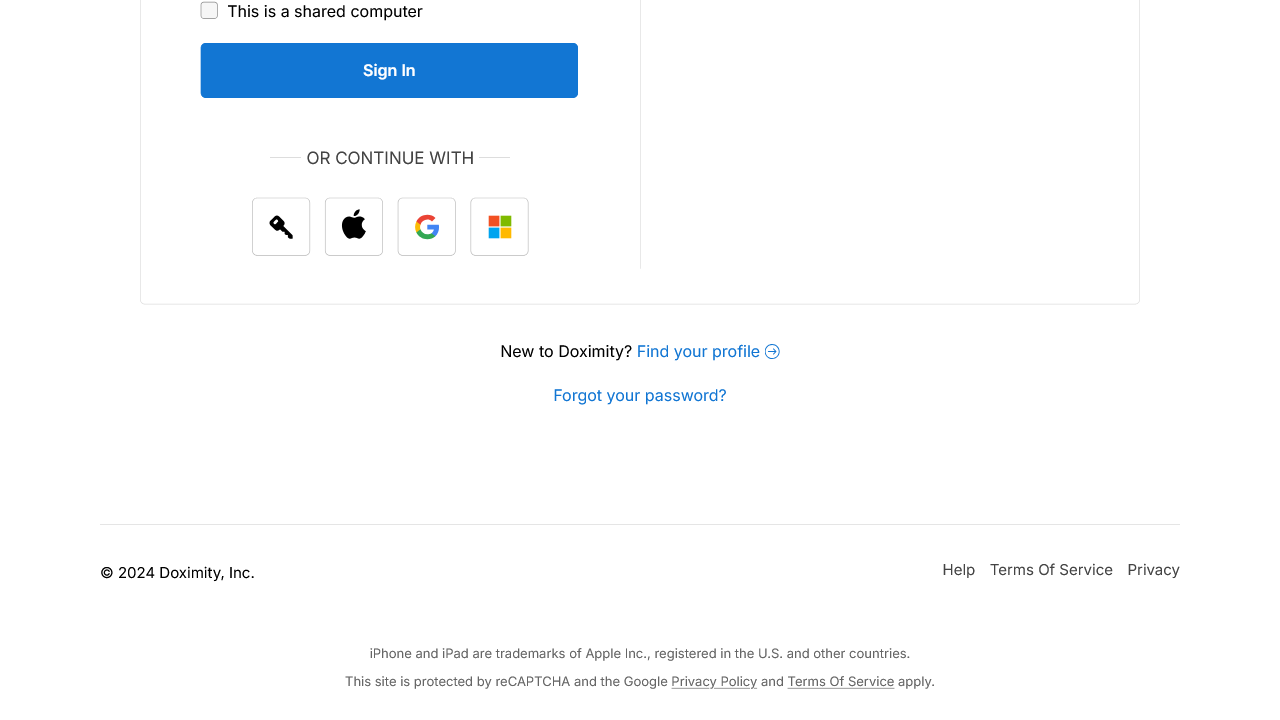 This is a shared computer
Sign In
OR CONTINUE WITH
New to Doximity? Find your profile
Forgot your password?
© 2024 Doximity, Inc.
Help Terms Of Service Privacy
iPhone and iPad are trademarks of Apple Inc., registered in the U.S. and other countries.
This site is protected by reCAPTCHA and the Google Privacy Policy and Terms Of Service apply.